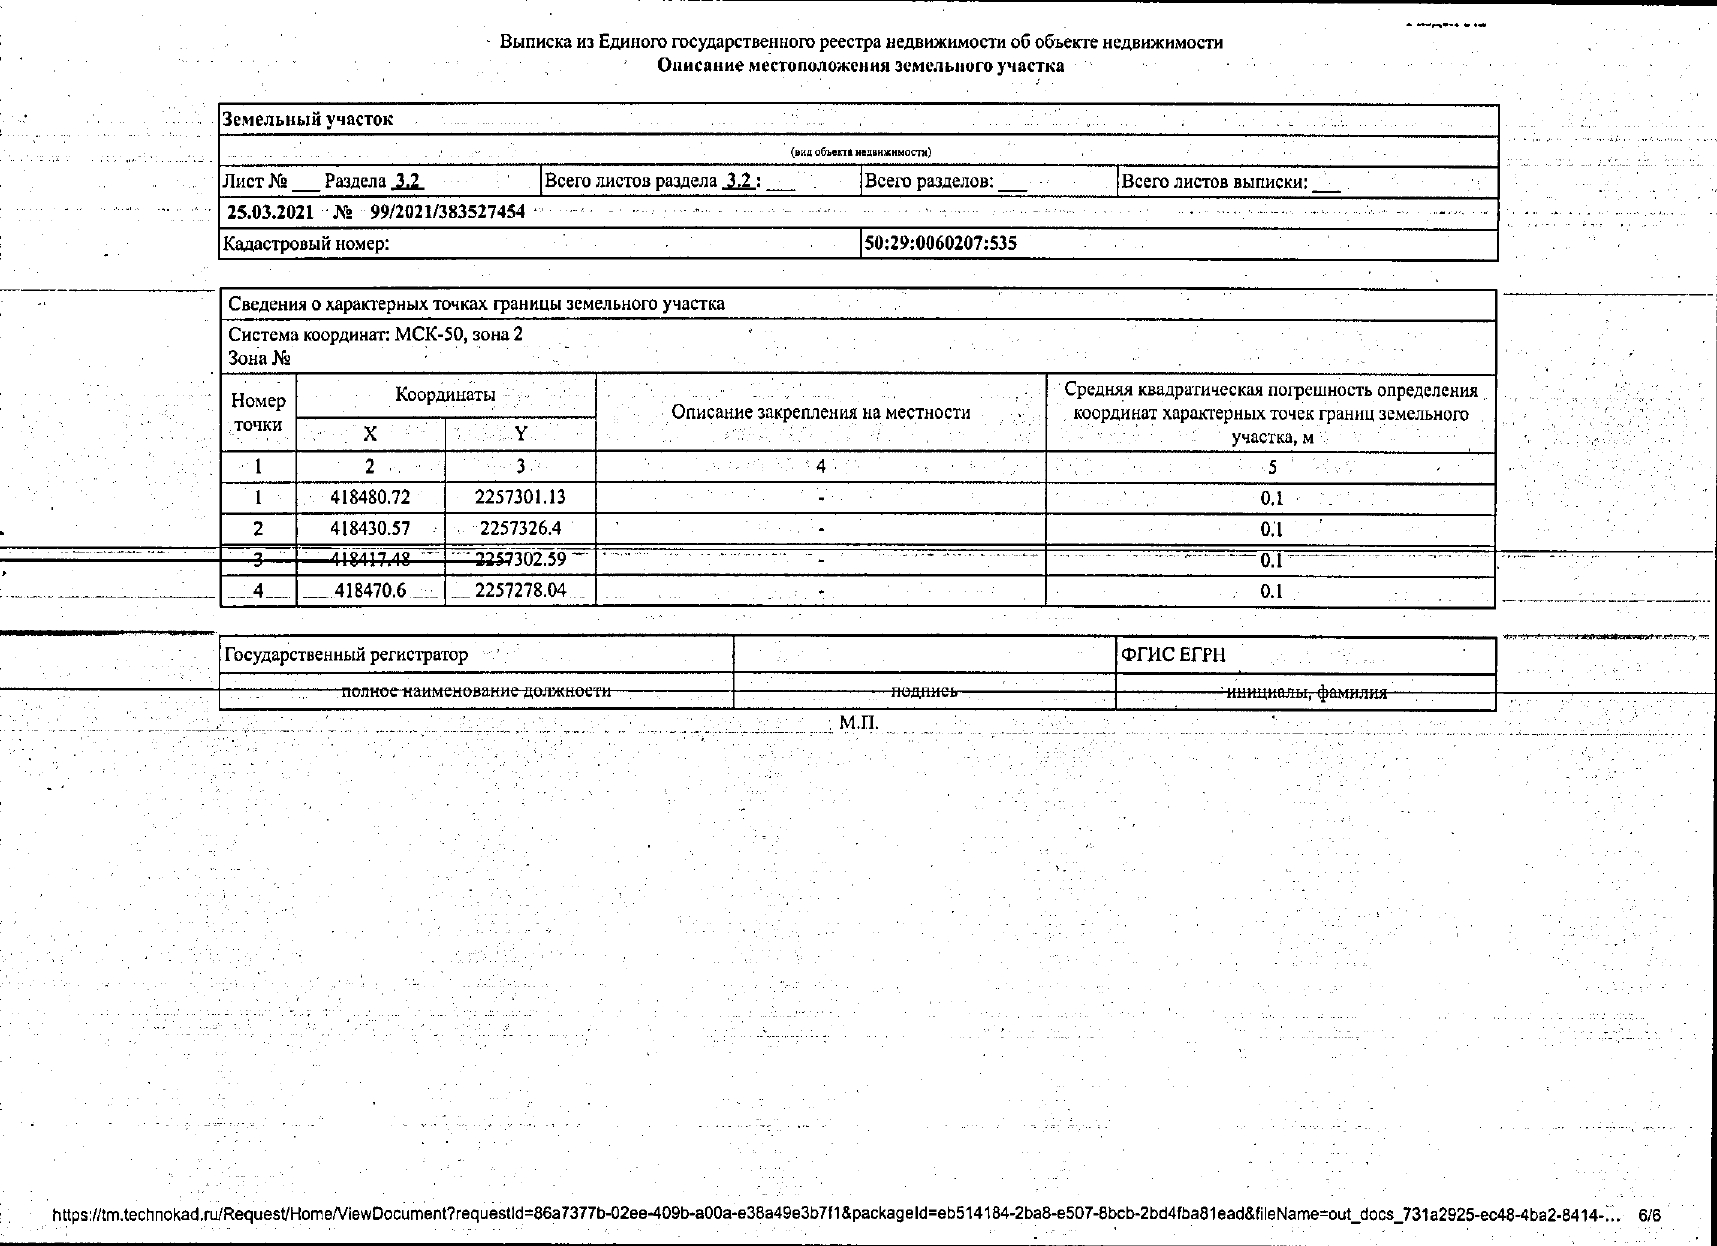 Выписка из Единого государственного реестра недвижимости об объекте недвижимости
Описание местоположения земельного участка
Земельный участок
(вид объекта недвижимости)
Лист № ___ Раздела 3.2 Всего листов раздела 3.2 : ___ Всего разделов: ___ Всего листов выписки: ___
25.03.2021 № 99/2021/383527454
Кадастровый номер: 50:29:0060207:535
Сведения о характерных точках границы земельного участка
Система координат: МСК-50, зона 2
Зона №
Номер точки Координаты Описание закрепления на местности Средняя квадратическая погрешность определения координат характерных точек границ земельного участка, м
X Y
1 2 3 4 5
1 418480.72 2257301.13 - 0.1
2 418430.57 2257326.4 - 0.1
3 418417.48 2257302.59 - 0.1
4 418470.6 2257278.04 - 0.1
Государственный регистратор ФГИС ЕГРН
полное наименование должности подпись инициалы, фамилия
М.П.
https://tm.technokad.ru/Request/Home/ViewDocument?requestId=86a7377b-02ee-409b-a00a-e38a49e3b7f1&packageId=eb514184-2ba8-e507-8bcb-2bd4fba81ead&fileName=out_docs_731a2925-ec48-4ba2-8414-... 6/6